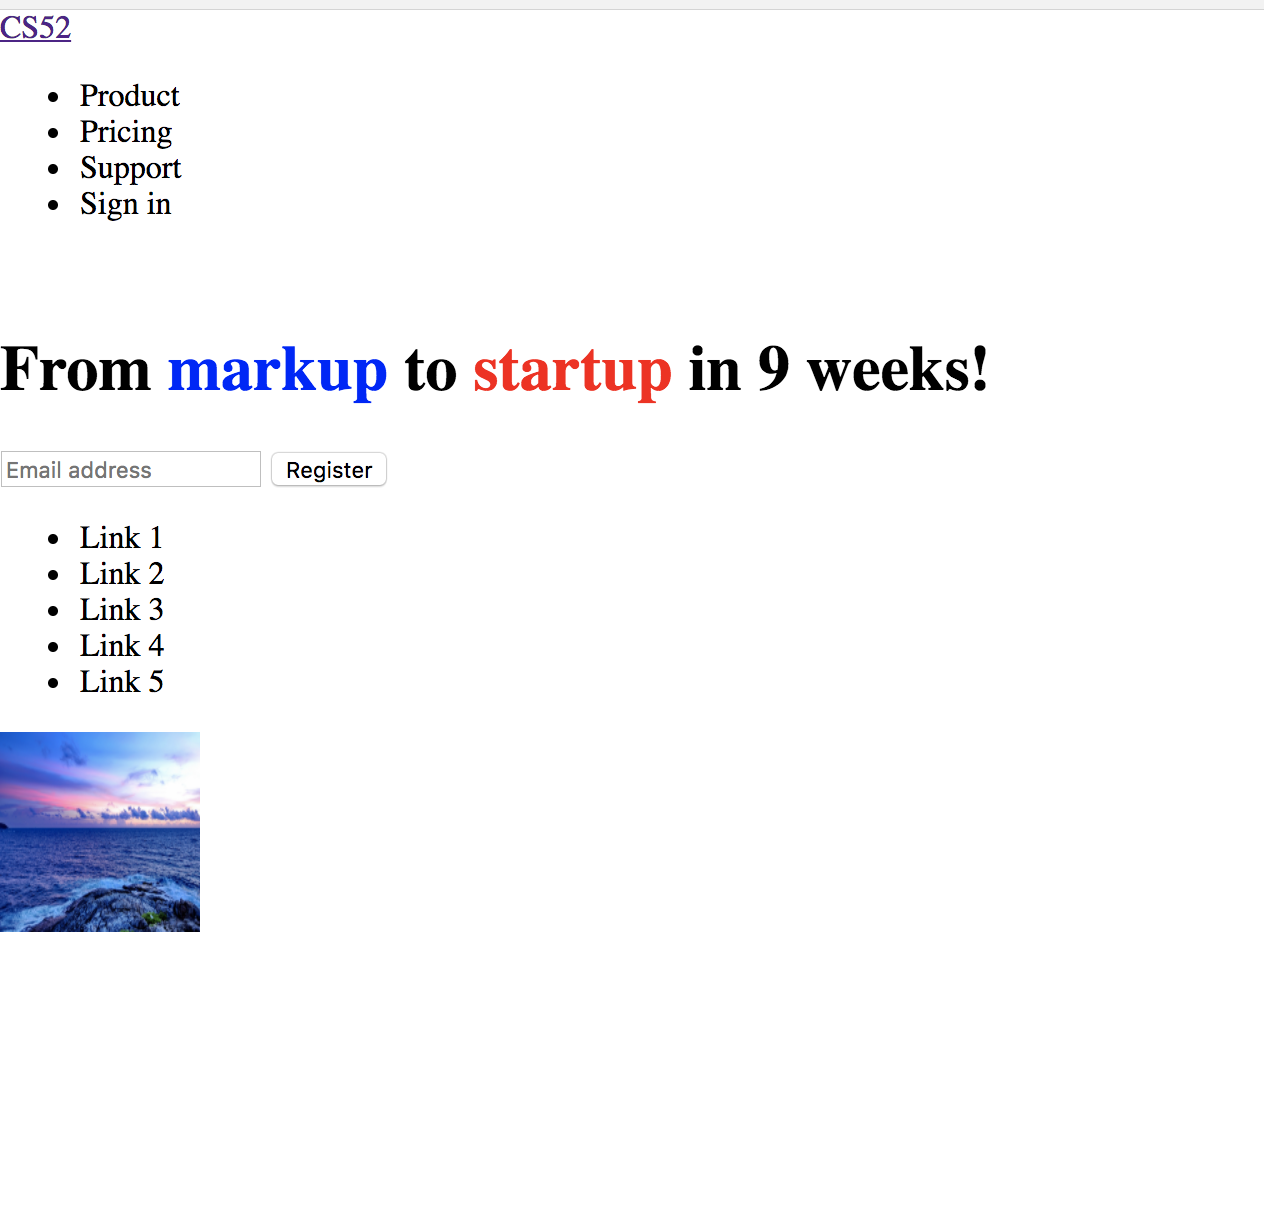 CS52
Product
Pricing
Support
Sign in
From markup to startup in 9 weeks!
Email address Register
Link 1
Link 2
Link 3
Link 4
Link 5